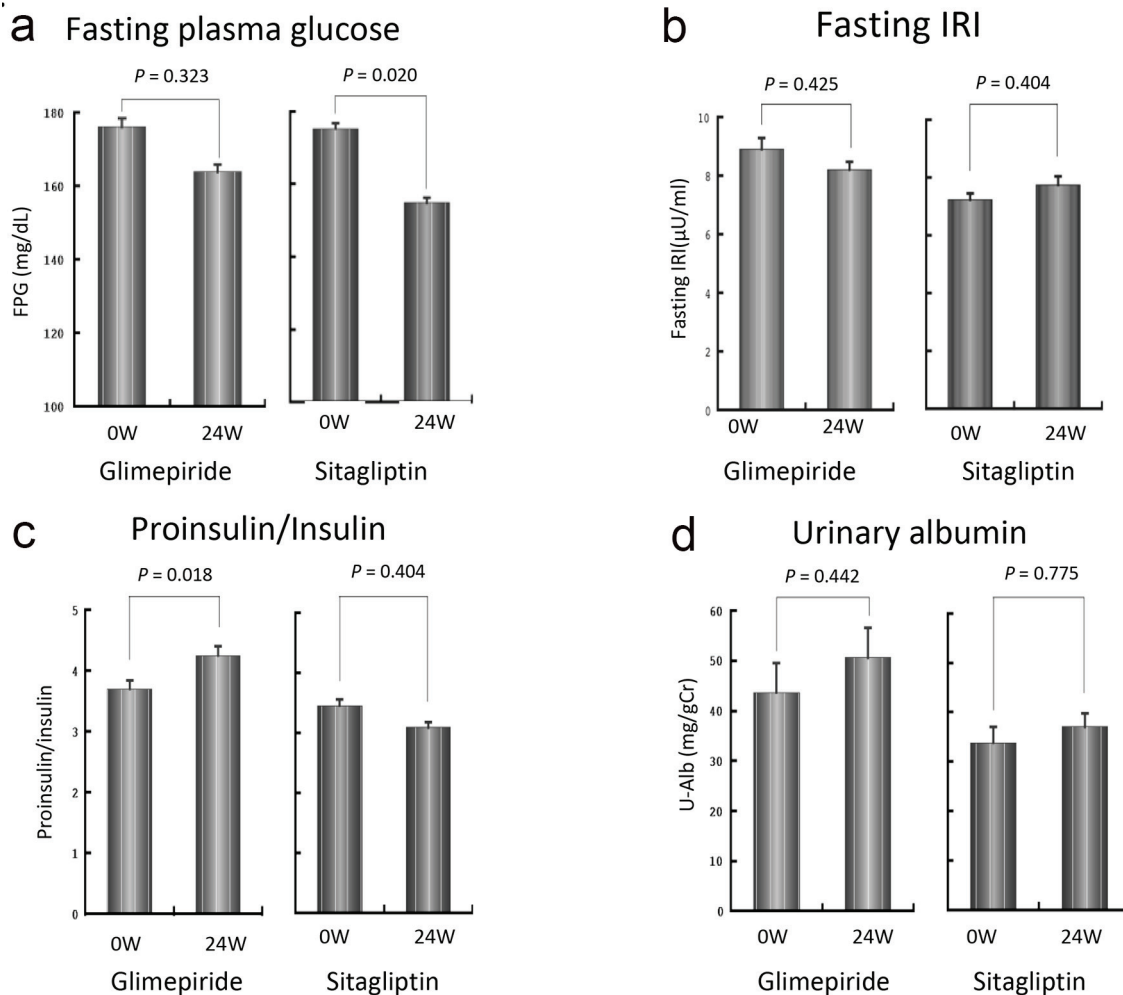 a Fasting plasma glucose
P = 0.323
P = 0.020
FPG (mg/dL)
180
160
140
120
100
0W
24W
0W
24W
Glimepiride
Sitagliptin
b Fasting IRI
P = 0.425
P = 0.404
Fasting IRI(μU/ml)
10
8
6
4
2
0
0W
24W
0W
24W
Glimepiride
Sitagliptin
c Proinsulin/Insulin
P = 0.018
P = 0.404
Proinsulin/insulin
5
4
3
2
1
0
0W
24W
0W
24W
Glimepiride
Sitagliptin
d Urinary albumin
P = 0.442
P = 0.775
U-Alb (mg/gCr)
60
50
40
30
20
10
0
0W
24W
0W
24W
Glimepiride
Sitagliptin